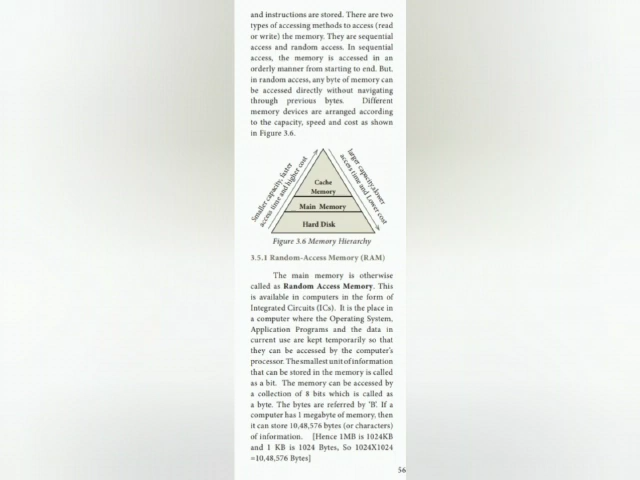 and instructions are stored. There are two
types of accessing methods to access (read
or write) the memory. They are sequential
access and random access. In sequential
access, the memory is accessed in an
orderly manner from starting to end. But,
in random access, any byte of memory can
be accessed directly without navigating
through previous bytes. Different
memory devices are arranged according
to the capacity, speed and cost as shown
in Figure 3.6.
Smaller capacity, faster
access time and higher cost
larger capacity,slower
access time and Lower cost
Cache
Memory
Main Memory
Hard Disk
Figure 3.6 Memory Hierarchy
3.5.1 Random-Access Memory (RAM)
The main memory is otherwise
called as Random Access Memory. This
is available in computers in the form of
Integrated Circuits (ICs). It is the place in
a computer where the Operating System,
Application Programs and the data in
current use are kept temporarily so that
they can be accessed by the computer's
processor. The smallest unit of information
that can be stored in the memory is called
as a bit. The memory can be accessed by
a collection of 8 bits which is called as
a byte. The bytes are referred by 'B'. If a
computer has 1 megabyte of memory, then
it can store 10,48,576 bytes (or characters)
of information. [Hence 1MB is 1024KB
and 1 KB is 1024 Bytes, So 1024X1024
=10,48,576 Bytes]
56